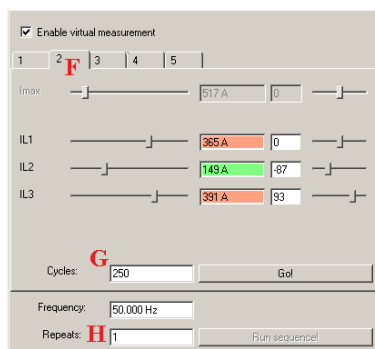 Enable virtual measurement
1 2 F 3 4 5
Imax 517 A 0
IL1 365 A 0
IL2 149 A -87
IL3 391 A 93
Cycles: G 250 Go!
Frequency: 50.000 Hz
Repeats: H 1 Run sequence!